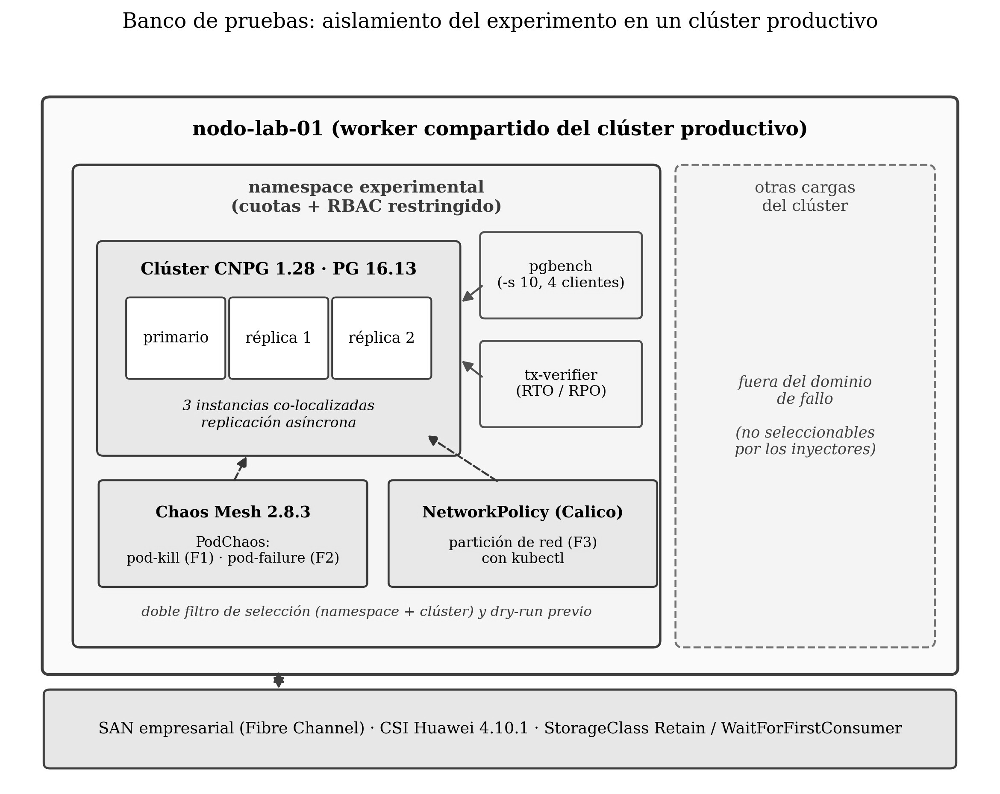 Banco de pruebas: aislamiento del experimento en un clúster productivo
nodo-lab-01 (worker compartido del clúster productivo)
namespace experimental
(cuotas + RBAC restringido)
otras cargas
del clúster
Clúster CNPG 1.28 · PG 16.13
pgbench
(-s 10, 4 clientes)
primario
réplica 1
réplica 2
tx-verifier
(RTO / RPO)
3 instancias co-localizadas
replicación asíncrona
fuera del dominio
de fallo
(no seleccionables
por los inyectores)
Chaos Mesh 2.8.3
PodChaos:
pod-kill (F1) · pod-failure (F2)
NetworkPolicy (Calico)
partición de red (F3)
con kubectl
doble filtro de selección (namespace + clúster) y dry-run previo
SAN empresarial (Fibre Channel) · CSI Huawei 4.10.1 · StorageClass Retain / WaitForFirstConsumer